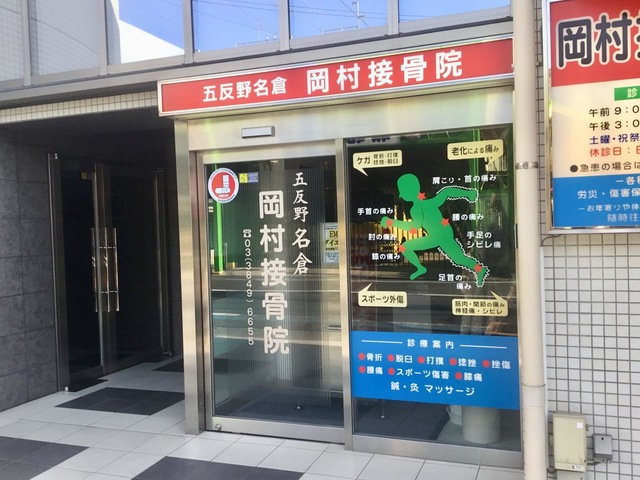 五反野名倉 岡村接骨院
岡村接
診
午前 9:0
午後 3:0
土曜・祝祭
休診日:日
●急患の場合は
労災・傷害保
随時往
五反野名倉
岡村接骨院
☎03(3849)6655
ケガ 骨折・打撲
捻挫・脱臼
老化による痛み
肩こり・首の痛み
手首の痛み
腰の痛み
肘の痛み
手足の
シビレ痛
膝の痛み
足首の
痛み
スポーツ外傷
筋肉・関節の痛み
神経痛・シビレ
診療案内
●骨折 ●脱臼 ●打撲 ●捻挫 ●挫傷
●腰痛 ●スポーツ傷害 ●膝痛
鍼・灸 マッサージ